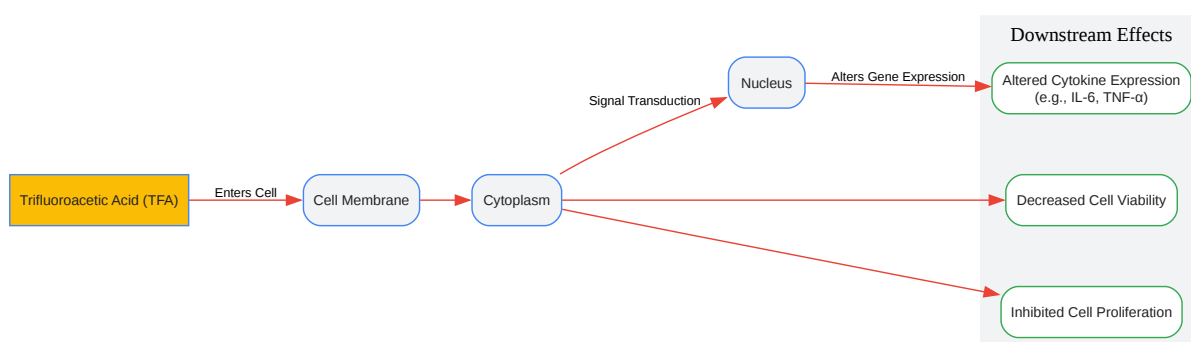 Downstream Effects
Nucleus
Alters Gene Expression
Altered Cytokine Expression
(e.g., IL-6, TNF-α)
Signal Transduction
Trifluoroacetic Acid (TFA)
Enters Cell
Cell Membrane
Cytoplasm
Decreased Cell Viability
Inhibited Cell Proliferation